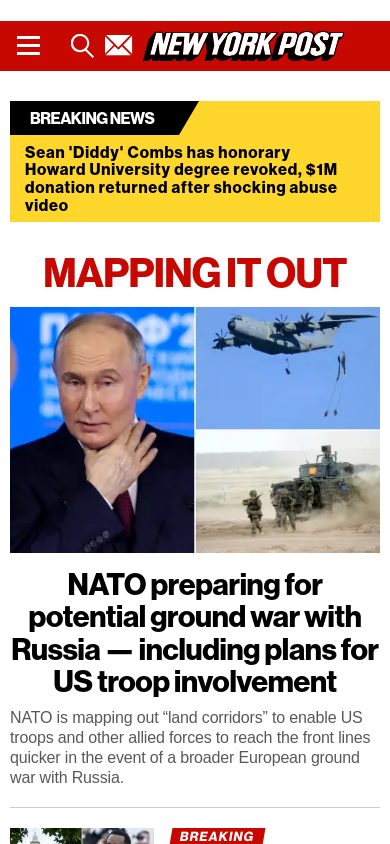 NEW YORK POST
BREAKING NEWS
Sean 'Diddy' Combs has honorary
Howard University degree revoked, $1M
donation returned after shocking abuse
video
MAPPING IT OUT
NATO preparing for
potential ground war with
Russia — including plans for
US troop involvement
NATO is mapping out “land corridors” to enable US
troops and other allied forces to reach the front lines
quicker in the event of a broader European ground
war with Russia.
BREAKING